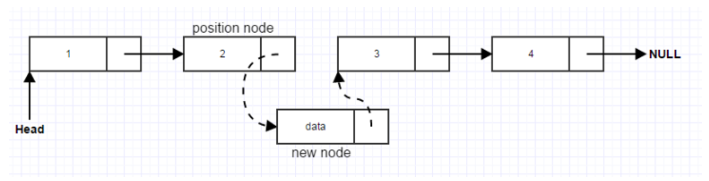 position node
1
2
3
4
NULL
Head
data
new node